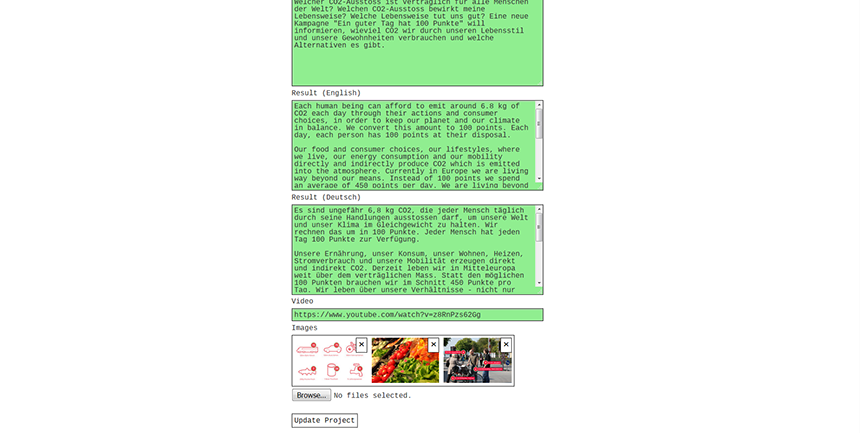 Welcher CO2-Ausstoss ist verträglich für alle Menschen
der Welt? Welchen CO2-Ausstoss bewirkt meine
Lebensweise? Welche Lebensweise tut uns gut? Eine neue
Kampagne "Ein guter Tag hat 100 Punkte" will
informieren, wieviel CO2 wir durch unseren Lebensstil
und unsere Gewohnheiten verbrauchen und welche
Alternativen es gibt.
Result (English)
Each human being can afford to emit around 6.8 kg of
CO2 each day through their actions and consumer
choices, in order to keep our planet and our climate
in balance. We convert this amount to 100 points. Each
day, each person has 100 points at their disposal.
Our food and consumer choices, our lifestyles, where
we live, our energy consumption and our mobility
directly and indirectly produce CO2 which is emitted
into the atmosphere. Currently in Europe we are living
way beyond our means. Instead of 100 points we spend
an average of 450 points per day. We are living beyond
Result (Deutsch)
Es sind ungefähr 6,8 kg CO2, die jeder Mensch täglich
durch seine Handlungen ausstossen darf, um unsere Welt
und unser Klima im Gleichgewicht zu halten. Wir
rechnen das um in 100 Punkte. Jeder Mensch hat jeden
Tag 100 Punkte zur Verfügung.
Unsere Ernährung, unser Konsum, unser Wohnen, Heizen,
Stromverbrauch und unsere Mobilität erzeugen direkt
und indirekt CO2, Derzeit leben wir in Mitteleuropa
weit über dem verträglichen Mass. Statt den möglichen
100 Punkten brauchen wir im Schnitt 450 Punkte pro
Tag. Wir leben über unsere Verhältnisse - nicht nur
Video
https://www.youtube.com/watch?v=z8RnPzs62Gg
Images
Browse... No files selected.
Update Project